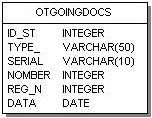 OTGOINGDOCS
ID_ST INTEGER
TYPE_ VARCHAR(50)
SERIAL VARCHAR(10)
NOMBER INTEGER
REG_N INTEGER
DATA DATE